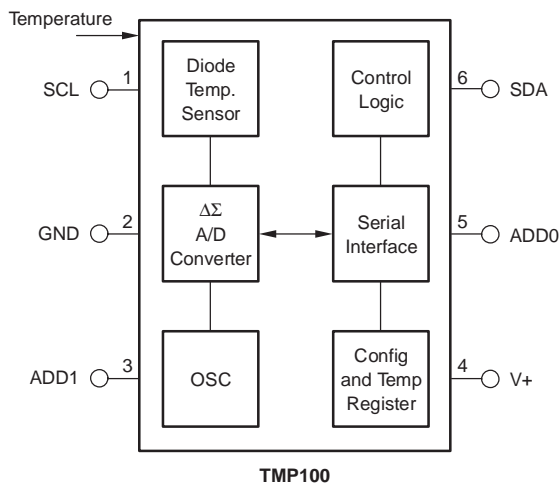 Temperature
SCL
1
Diode
Temp.
Sensor
Control
Logic
6
SDA
GND
2
ΔΣ
A/D
Converter
Serial
Interface
5
ADD0
ADD1
3
OSC
Config
and Temp
Register
4
V+
TMP100